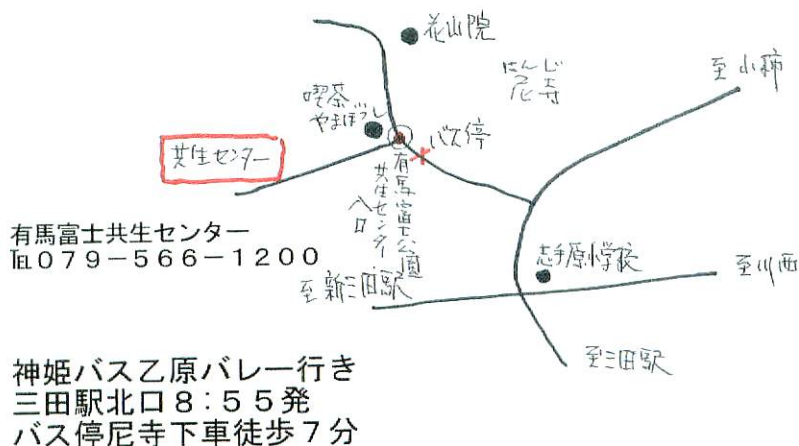 花山院
はんじ
尼寺
至小柿
喫茶
やまぼうし
バス停
共生センター
有馬富士公園
共生センター
入口
有馬富士共生センター
℡079-566-1200
志手原小学校
至川西
至新三田駅
至三田駅
神姫バス乙原バレー行き
三田駅北口8:55発
バス停尼寺下車徒歩7分